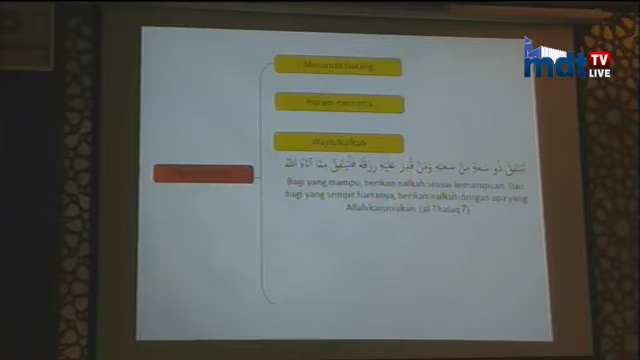 mdt TV
LIVE
Menunda Hutang
Haram meminta
Wajib Nafkah
لِيُنفِقْ ذُو سَعَةٍ مِّن سَعَتِهِ وَمَن قُدِرَ عَلَيْهِ رِزْقُهُ فَلْيُنفِقْ مِمَّا آتَاهُ اللَّهُ
Bagi yang mampu, berikan nafkah sesuai kemampuan. Dan
bagi yang sempit hartanya, berikan nafkah dengan apa yang
Allah karuniakan. (al-Thalaq 7)